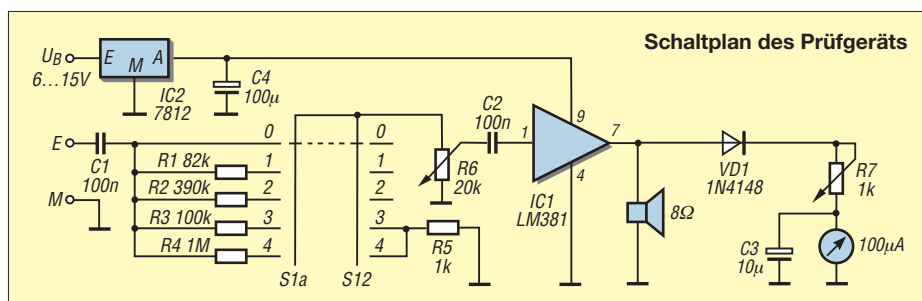 Schaltplan des Prüfgeräts
UB
6…15V
E M A
IC2
7812
C4
100µ
E
C1
100n
M
0
R1 82k 1
R2 390k 2
R3 100k 3
R4 1M 4
S1a
S12
0
1
2
3
4
R5
1k
R6
20k
C2
100n
1
9
7
4
IC1
LM381
8Ω
VD1
1N4148
R7
1k
C3
10µ
100µA